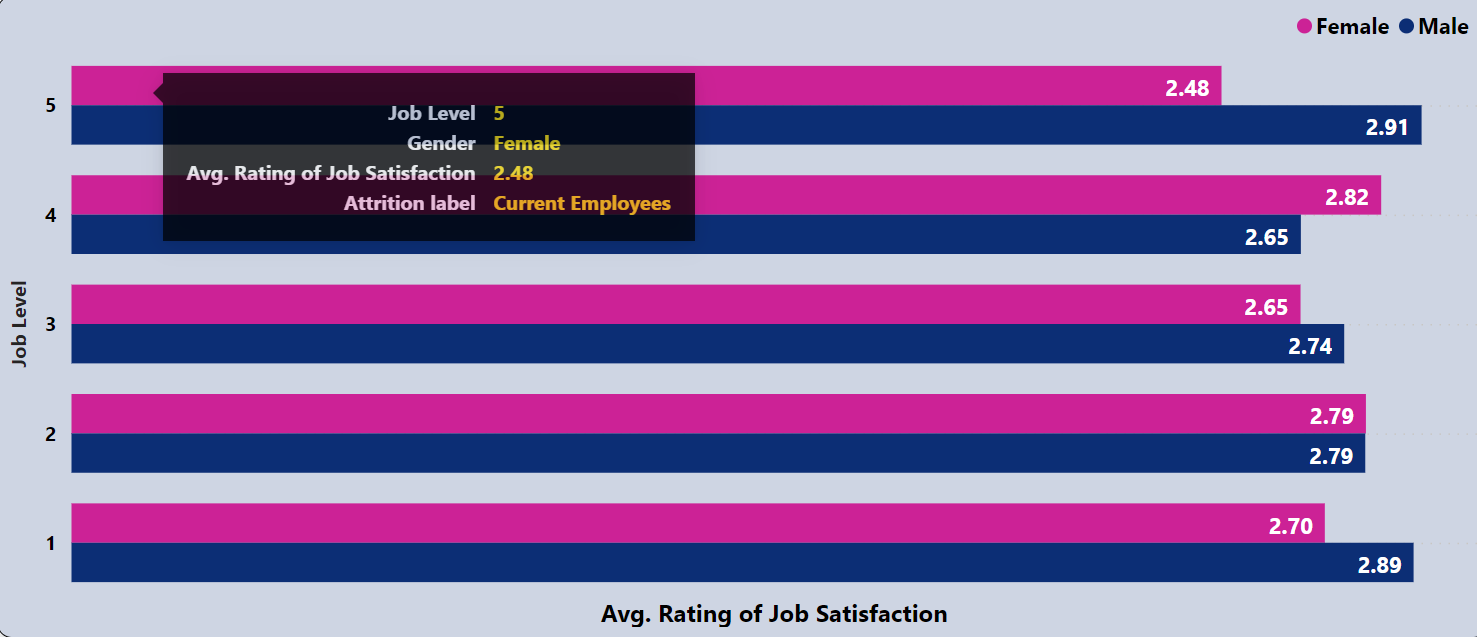 Female Male
5
2.48
2.91
Job Level 5
Gender Female
Avg. Rating of Job Satisfaction 2.48
Attrition label Current Employees
4
2.82
2.65
Job Level
3
2.65
2.74
2
2.79
2.79
1
2.70
2.89
Avg. Rating of Job Satisfaction